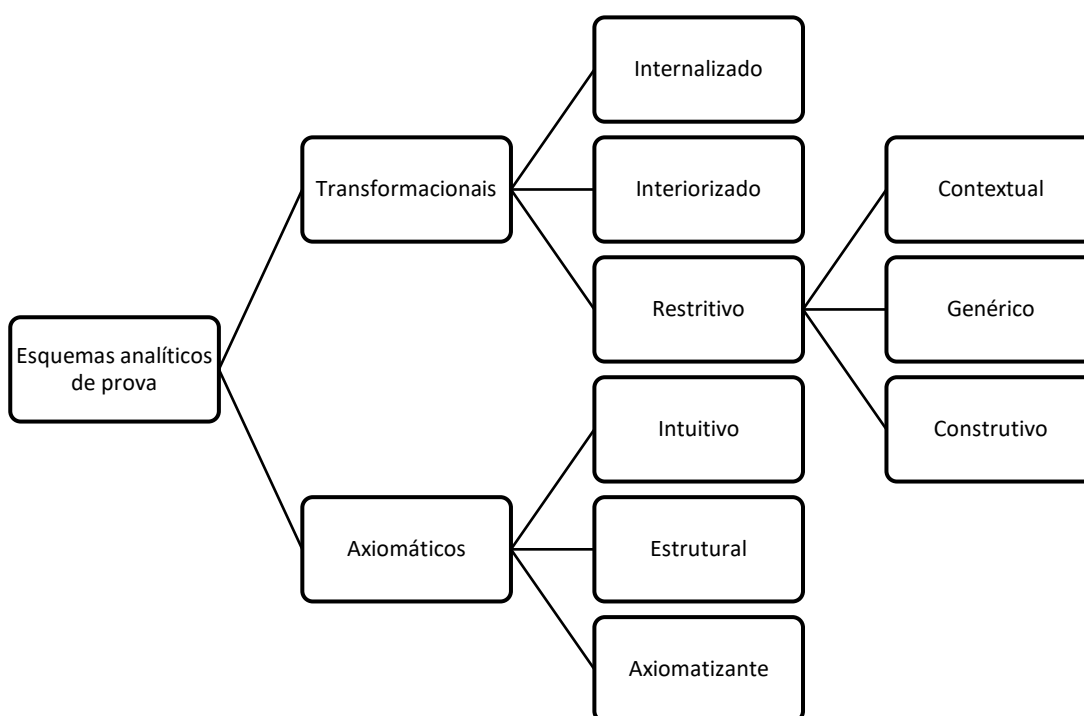 Internalizado
Transformacionais
Interiorizado
Contextual
Restritivo
Genérico
Esquemas analíticos
de prova
Intuitivo
Construtivo
Axiomáticos
Estrutural
Axiomatizante